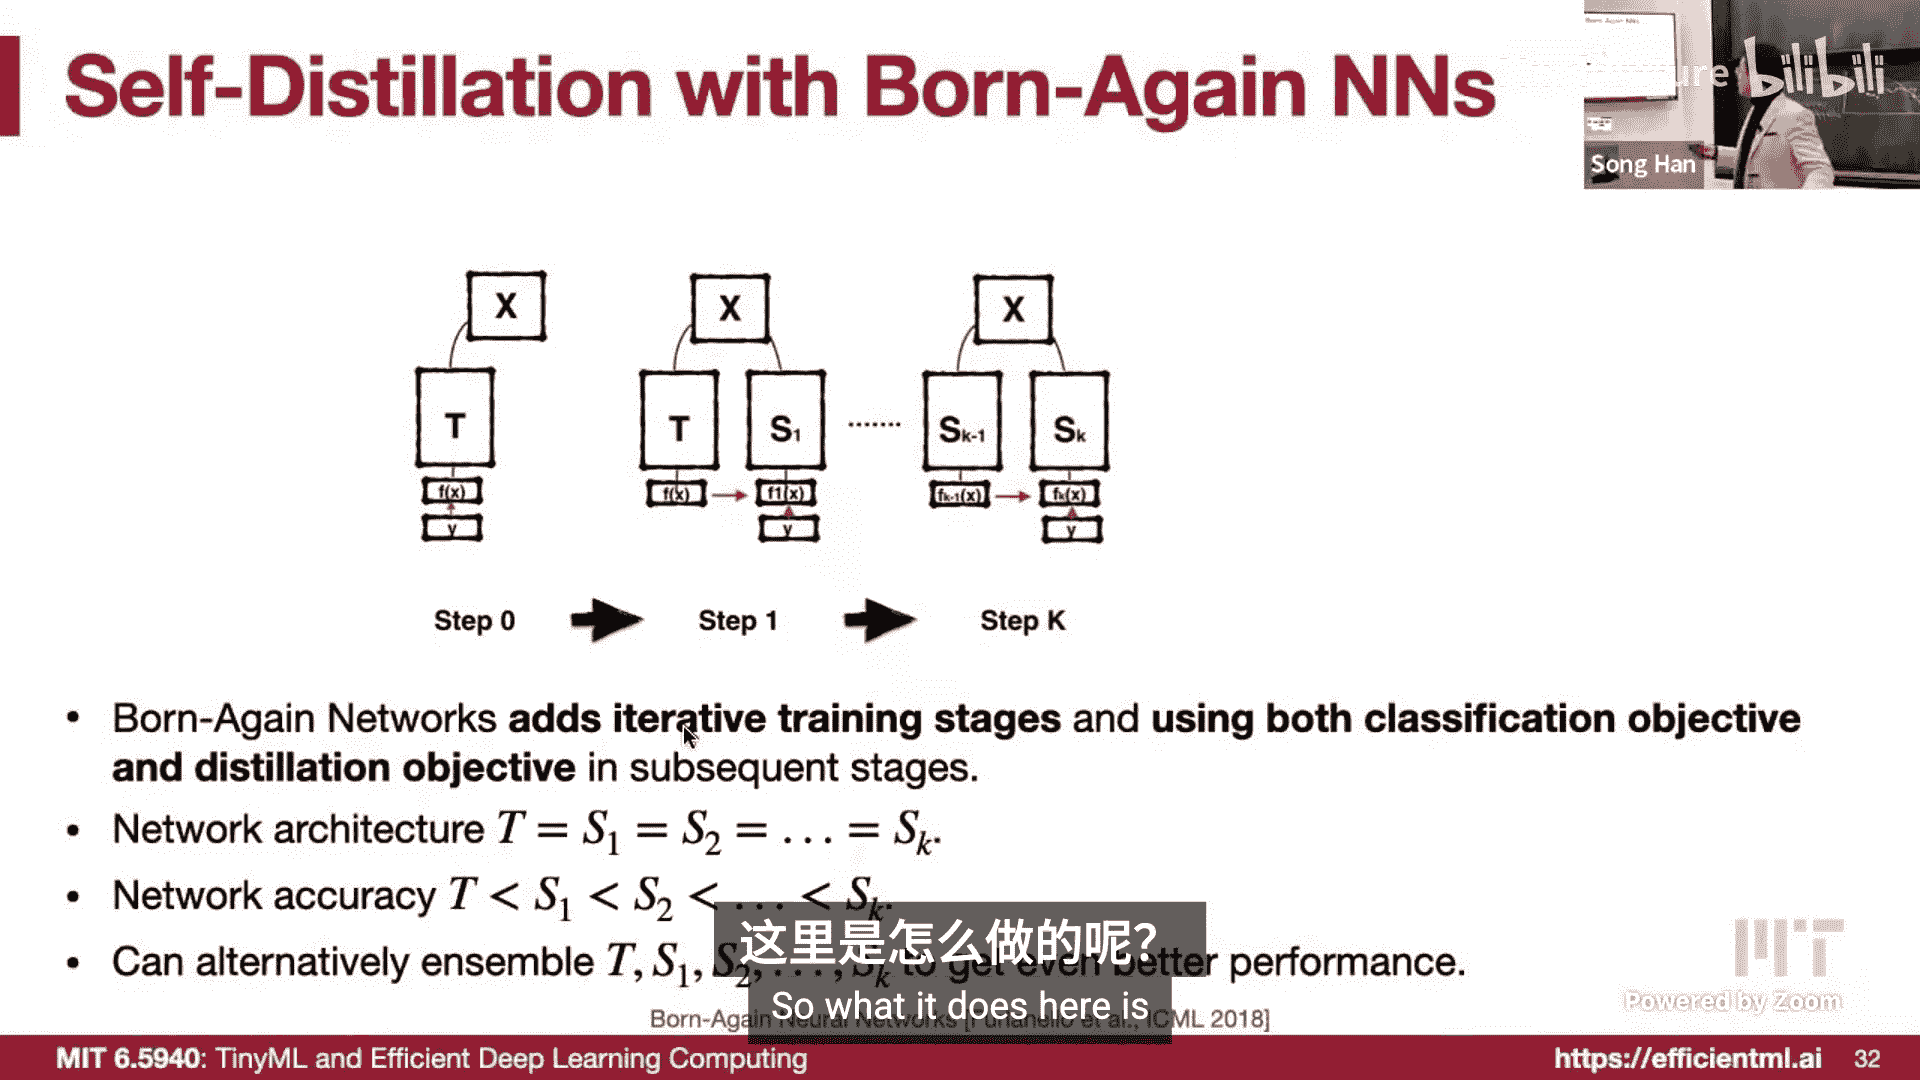 Self-Distillation with Born-Again NNs
bilibili
Song Han
X
X
X
T
T
S1
.......
Sk-1
Sk
f(x)
f(x)
f1(x)
fk-1(x)
fk(x)
y
y
y
Step 0
Step 1
Step K
• Born-Again Networks adds iterative training stages and using both classification objective
and distillation objective in subsequent stages.
• Network architecture T = S₁ = S₂ = . . . = Sₖ.
• Network accuracy T < S₁ < S₂ < . . . < Sₖ.
• Can alternatively ensemble T, S₁, S₂, . . . , Sₖ to get even better performance.
这里是怎么做的呢?
So what it does here is
Born-Again Neural Networks [Furlanello et al., ICML 2018]
MIT
Powered by Zoom
MIT 6.5940: TinyML and Efficient Deep Learning Computing
https://efficientml.ai
32